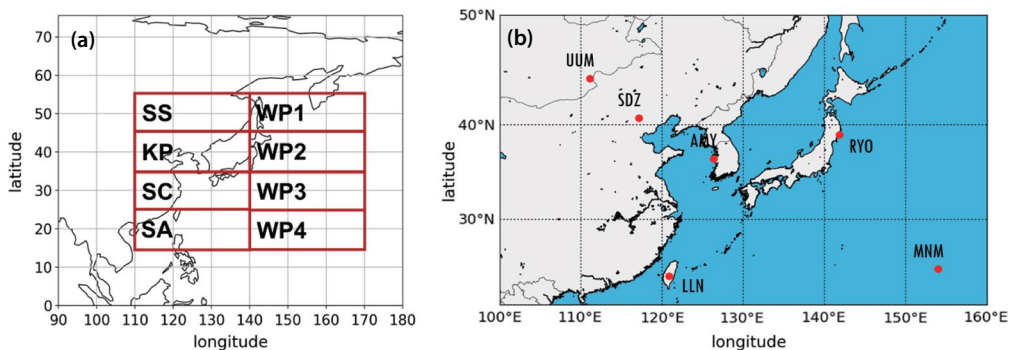 (a)
70
60
50
40
30
20
10
0
latitude
SS WP1
KP WP2
SC WP3
SA WP4
90 100 110 120 130 140 150 160 170 180
longitude
(b)
50°N
40°N
30°N
latitude
UUM
SDZ
AMY
RYO
MNM
LLN
100°E 110°E 120°E 130°E 140°E 150°E 160°E
longitude